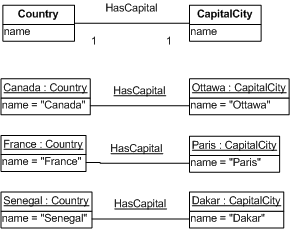 HasCapital
Country CapitalCity
name name
1 1
Canada : Country HasCapital Ottawa : CapitalCity
name = "Canada" name = "Ottawa"
France : Country HasCapital Paris : CapitalCity
name = "France" name = "Paris"
Senegal : Country HasCapital Dakar : CapitalCity
name = "Senegal" name = "Dakar"